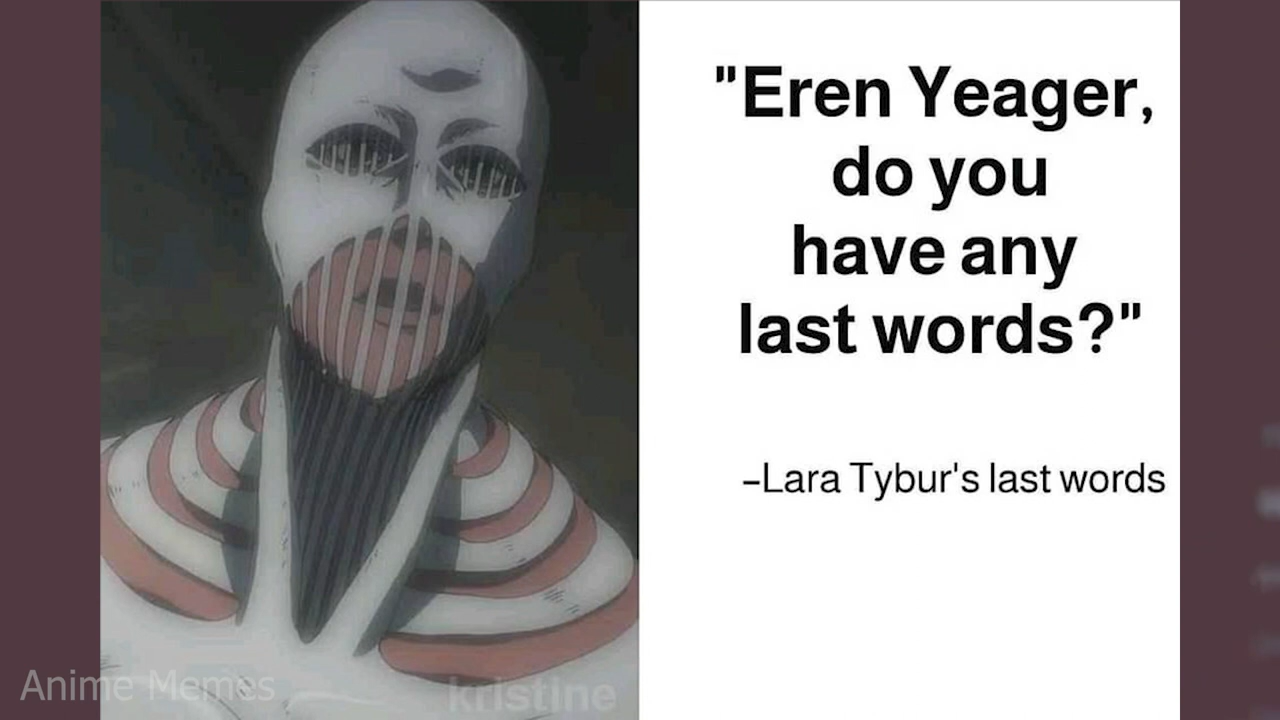 "Eren Yeager,
do you
have any
last words?"
-Lara Tybur's last words
Anime Memes
kristine